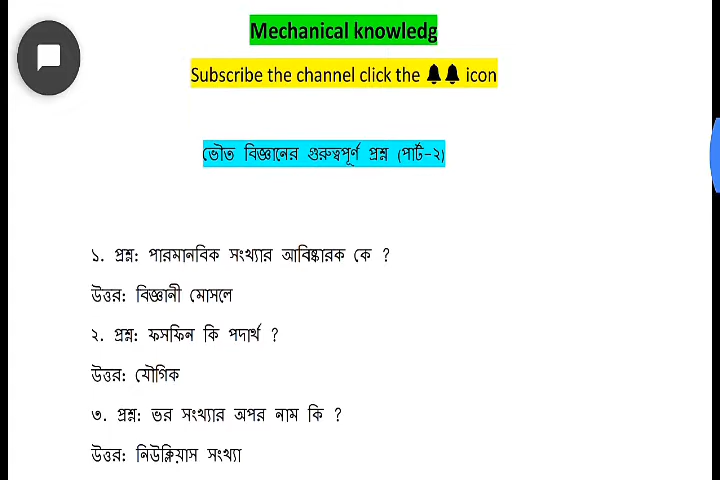 Mechanical knowledg
Subscribe the channel click the 🔔🔔 icon
ভৌত বিজ্ঞানের গুরুত্বপূর্ণ প্রশ্ন (পার্ট-২)
১. প্রশ্ন: পারমানবিক সংখ্যার আবিষ্কারক কে ?
উত্তর: বিজ্ঞানী মোসলে
২. প্রশ্ন: ফসফিন কি পদার্থ ?
উত্তর: যৌগিক
৩. প্রশ্ন: ভর সংখ্যার অপর নাম কি ?
উত্তর: নিউক্লিয়াস সংখ্যা